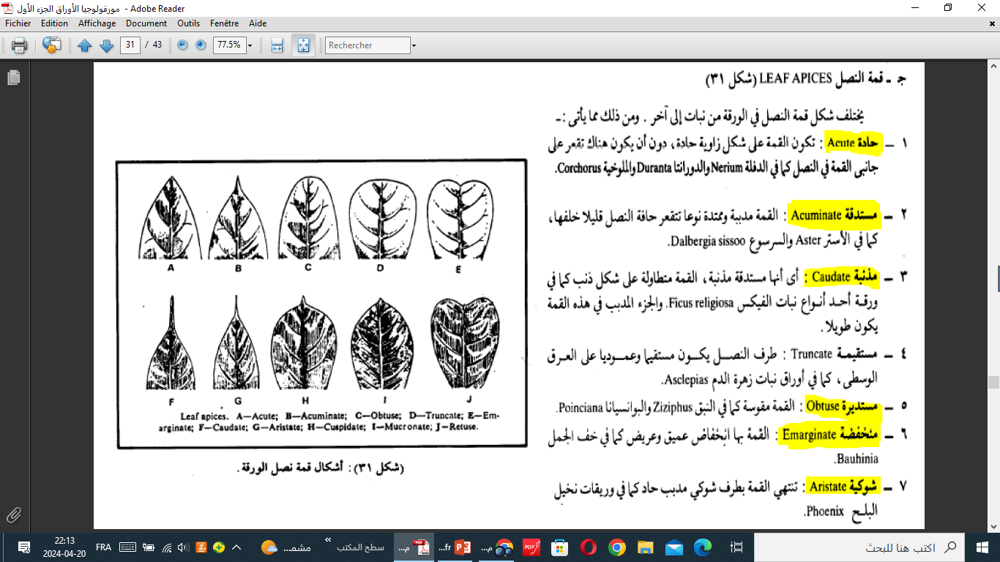 مورفولوجيا الأوراق الجزء الأول - Adobe Reader
Fichier Edition Affichage Document Outils Fenêtre Aide
31 / 43 77.5% Rechercher
جـ ـ قمة النصل LEAF APICES (شكل ٣١)
يختلف شكل قمة النصل في الورقة من نبات إلى آخر . ومن ذلك مما يأتى :ـ
١ ـ حادة Acute : تكون القمة على شكل زاوية حادة، دون أن يكون هناك تقعر على
جانبى القمة في النصل كما في الدفلة Nerium والدورانتا Duranta والملوخية Corchorus.
٢ ـ مستدقة Acuminate : القمة مدببة وممتدة نوعا تتقعر حافة النصل قليلا خلفها،
كما في الأستر Aster والسرسوع Dalbergia sissoo.
٣ ـ مذنبة Caudate : أى أنها مستدقة مذنبة، القمة متطاولة على شكل ذنب كما في
ورقة أحد أنواع نبات الفيكس Ficus religiosa. والجزء المدبب في هذه القمة
يكون طويلا.
٤ ـ مستقيمة Truncate : طرف النصل يكون مستقيما وعموديا على العرق
الوسطى، كما في أوراق نبات زهرة الدم Asclepias.
٥ ـ مستديرة Obtuse : القمة مقوسة كما في النبق Ziziphus والبوانسيانا Poinciana.
٦ ـ منخفضة Emarginate : القمة بها انخفاض عميق وعريض كما في خف الجمل
Bauhinia.
٧ ـ شوكية Aristate : تنتهي القمة بطرف شوكي مدبب حاد كما في وريقات نخيل
البلح Phoenix.
A B C D E
F G H I J
Leaf apices. A—Acute; B—Acuminate; C—Obtuse; D—Truncate; E—Em-
arginate; F—Caudate; G—Aristate; H—Cuspidate; I—Mucronate; J—Retuse.
(شكل ٣١) : أشكال قمة نصل الورقة .
22:13
2024-04-20
FRA
مشمـ...
سطح المكتب
مـ...
fr...
مـ...
اكتب هنا للبحث